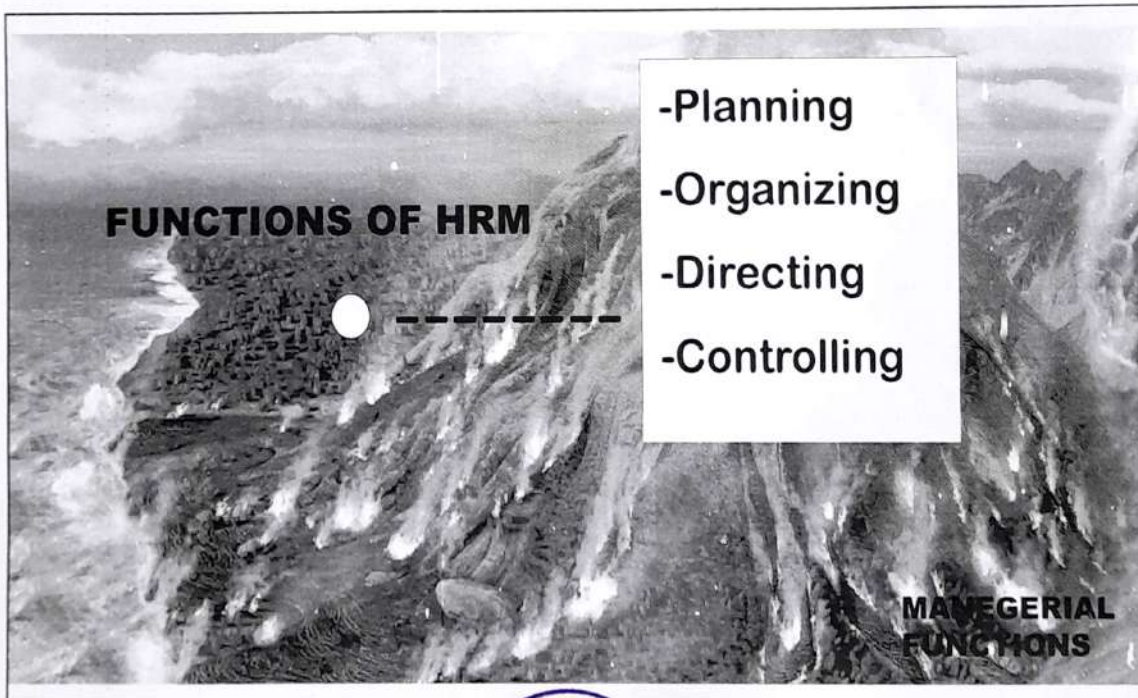 FUNCTIONS OF HRM
-Planning
-Organizing
-Directing
-Controlling
MANEGERIAL
FUNCTIONS